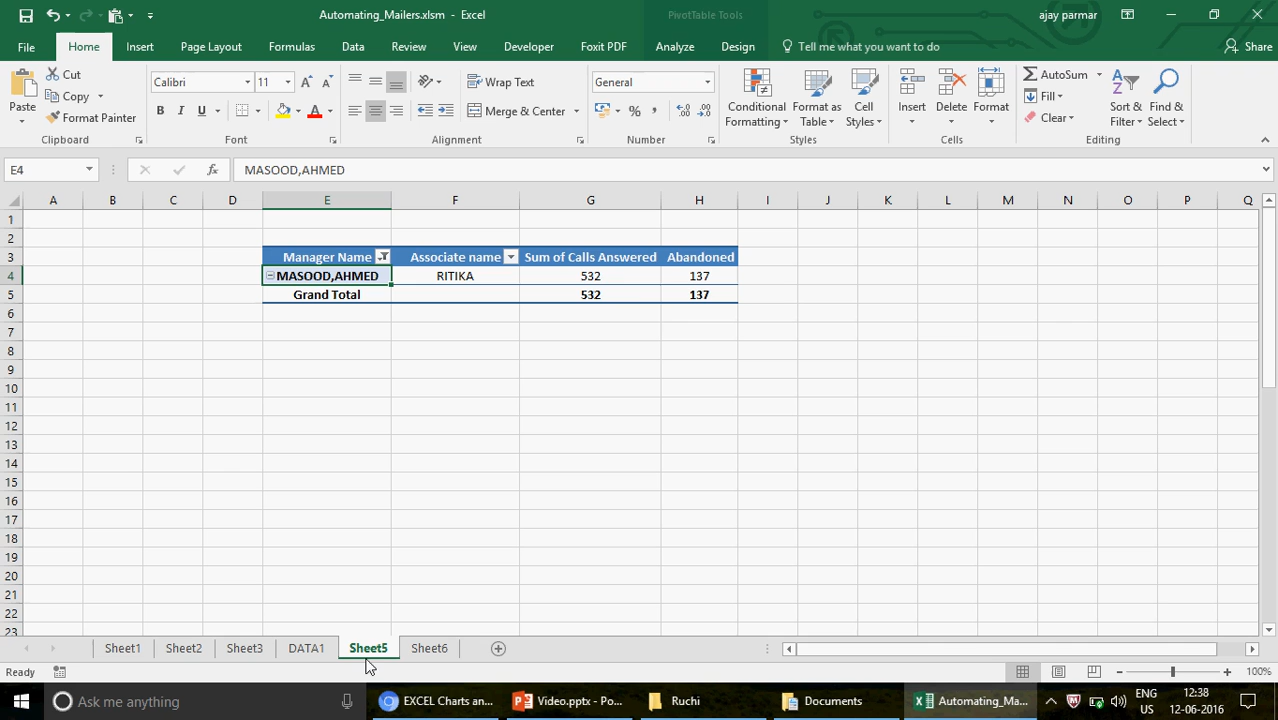 Automating_Mailers.xlsm - Excel
PivotTable Tools
ajay parmar
File Home Insert Page Layout Formulas Data Review View Developer Foxit PDF Analyze Design Tell me what you want to do Share
Paste
Cut
Copy
Format Painter
Clipboard
Calibri 11
B I U
Font
Wrap Text
Merge & Center
Alignment
General
%
Number
Conditional Formatting
Format as Table
Cell Styles
Styles
Insert Delete Format
Cells
AutoSum
Fill
Clear
Sort & Filter
Find & Select
Editing
E4 fx MASOOD,AHMED
A B C D E F G H I J K L M N O P Q
1
2
3 Manager Name Associate name Sum of Calls Answered Abandoned
4 MASOOD,AHMED RITIKA 532 137
5 Grand Total 532 137
6
7
8
9
10
11
12
13
14
15
16
17
18
19
20
21
22
23
Sheet1 Sheet2 Sheet3 DATA1 Sheet5 Sheet6
Ready 100%
Ask me anything
EXCEL Charts an...
Video.pptx - Po...
Ruchi
Documents
Automating_Ma...
ENG US
12:38
12-06-2016